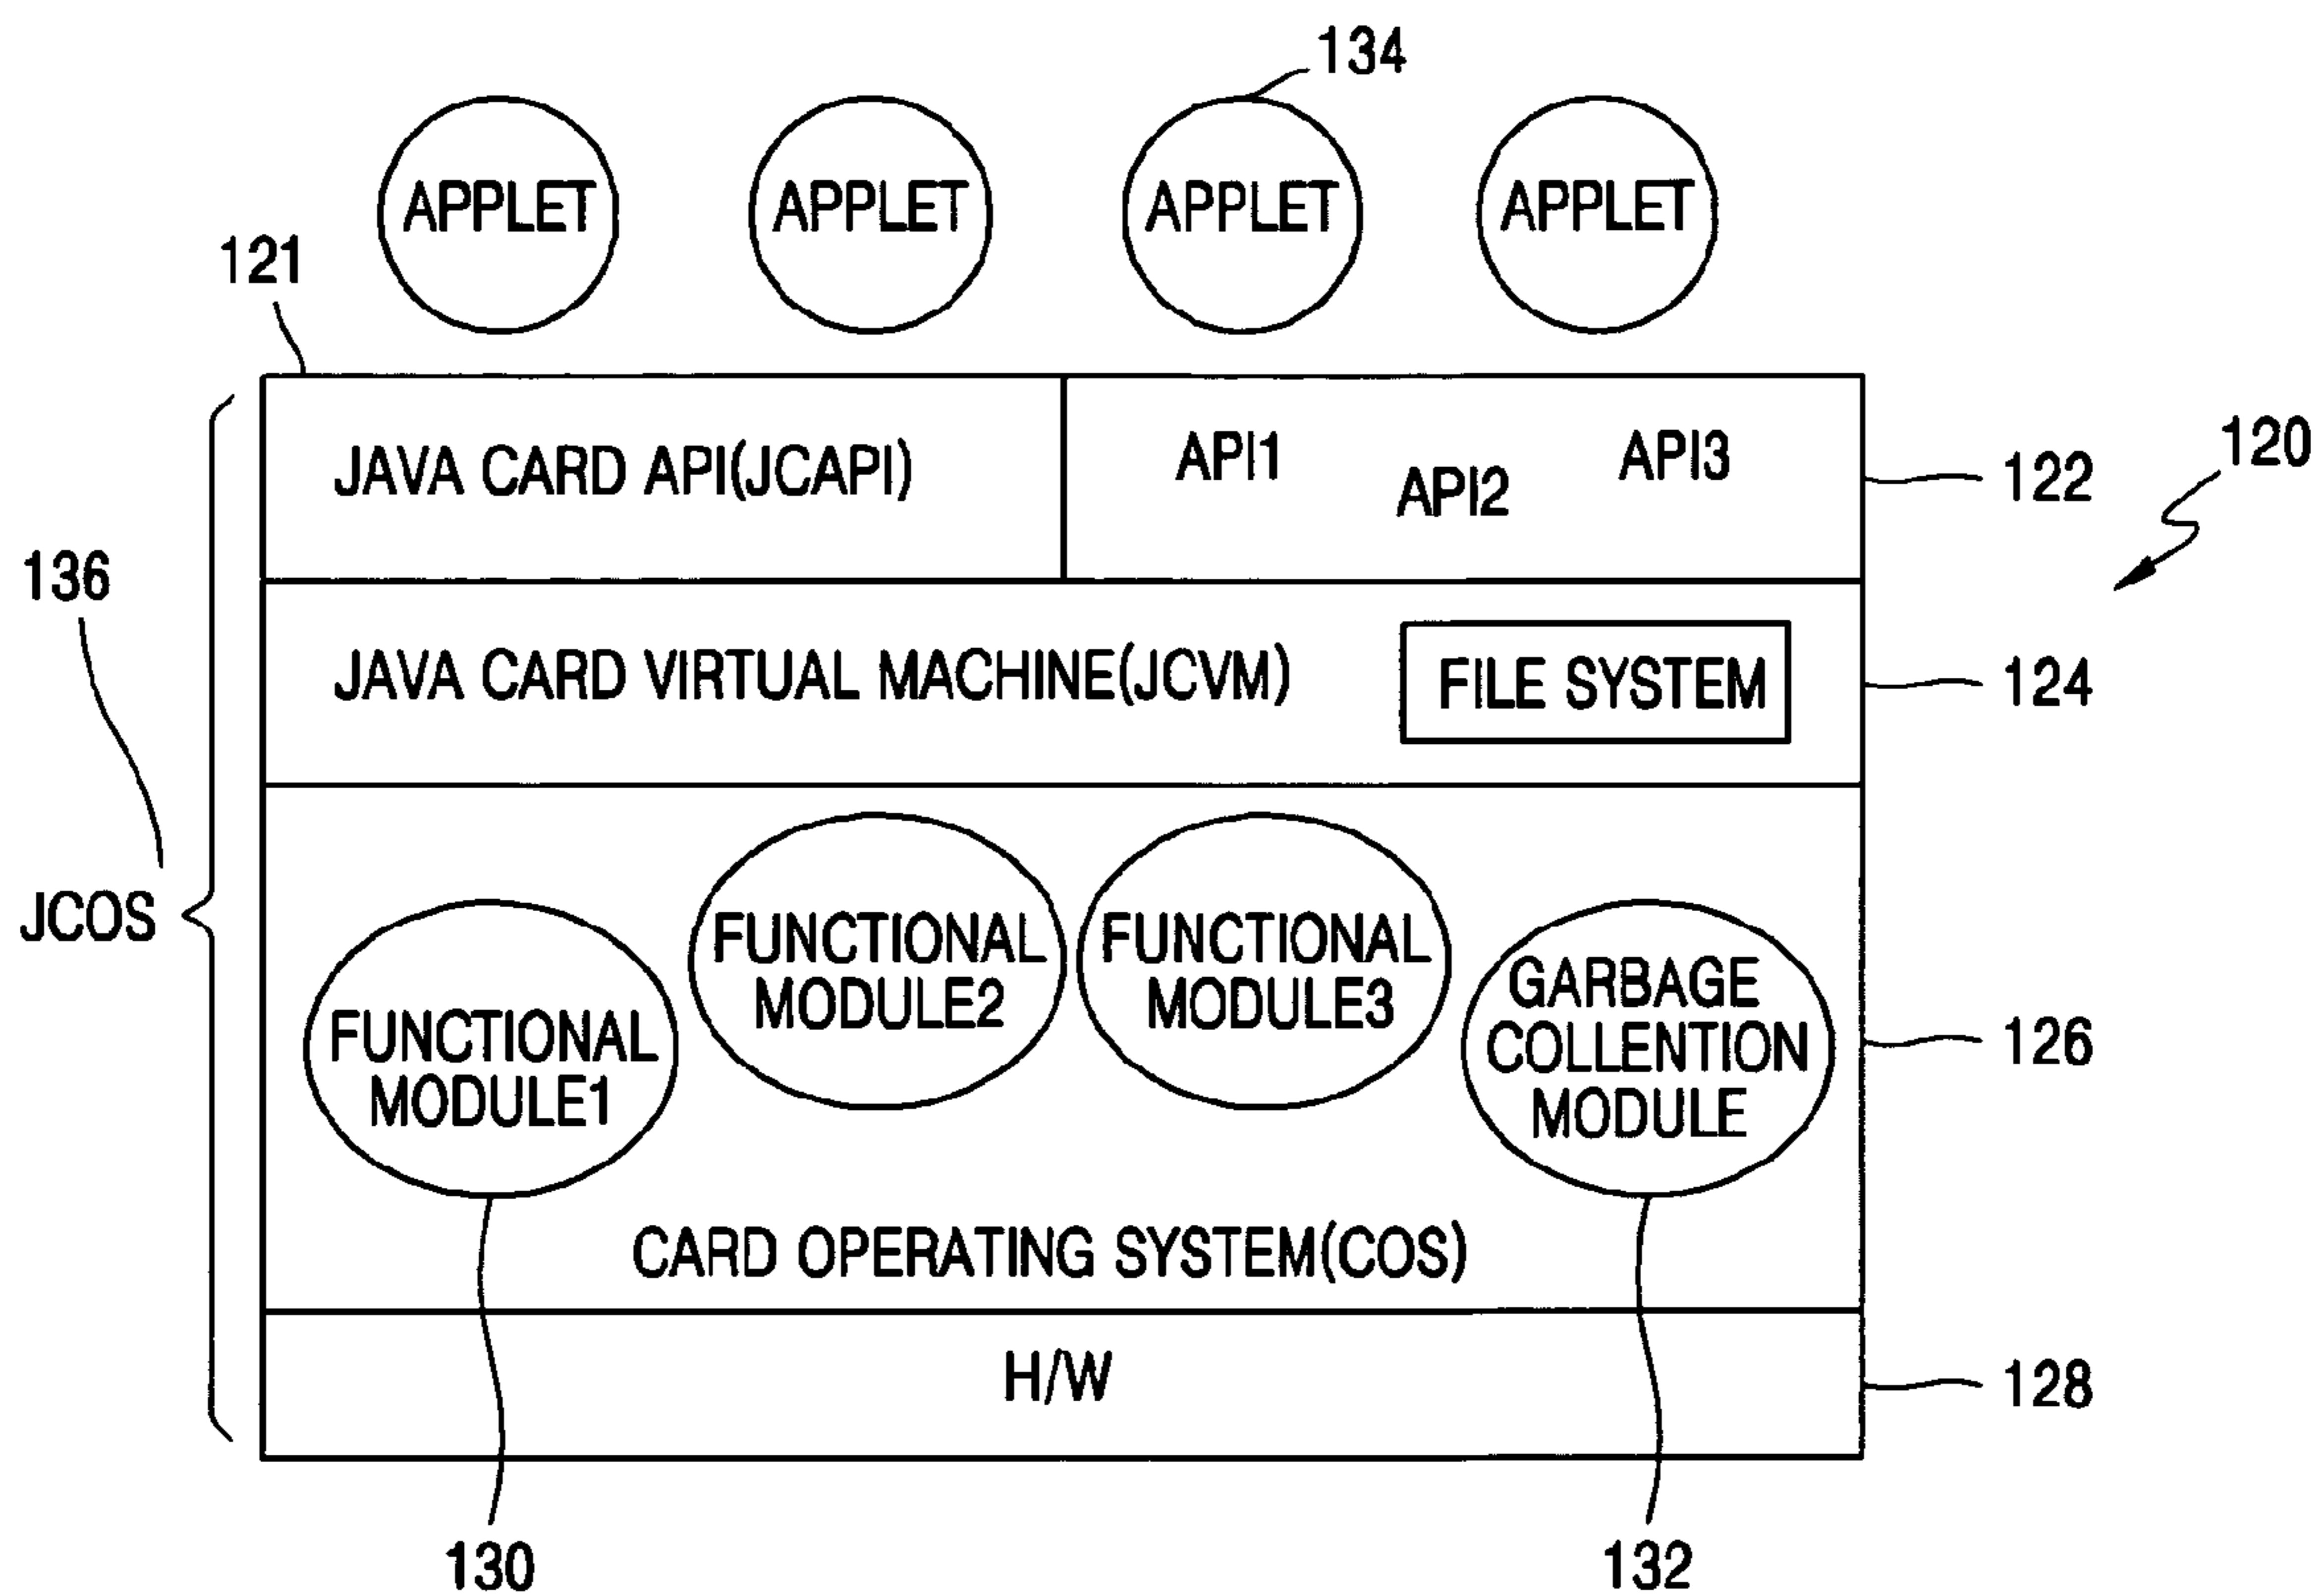 134
APPLET
APPLET
APPLET
APPLET
121
JAVA CARD API(JCAPI)
API1
API2
API3
122
120
136
JAVA CARD VIRTUAL MACHINE(JCVM)
FILE SYSTEM
124
JCOS
FUNCTIONAL
MODULE1
FUNCTIONAL
MODULE2
FUNCTIONAL
MODULE3
GARBAGE
COLLENTION
MODULE
126
CARD OPERATING SYSTEM(COS)
H/W
128
130
132